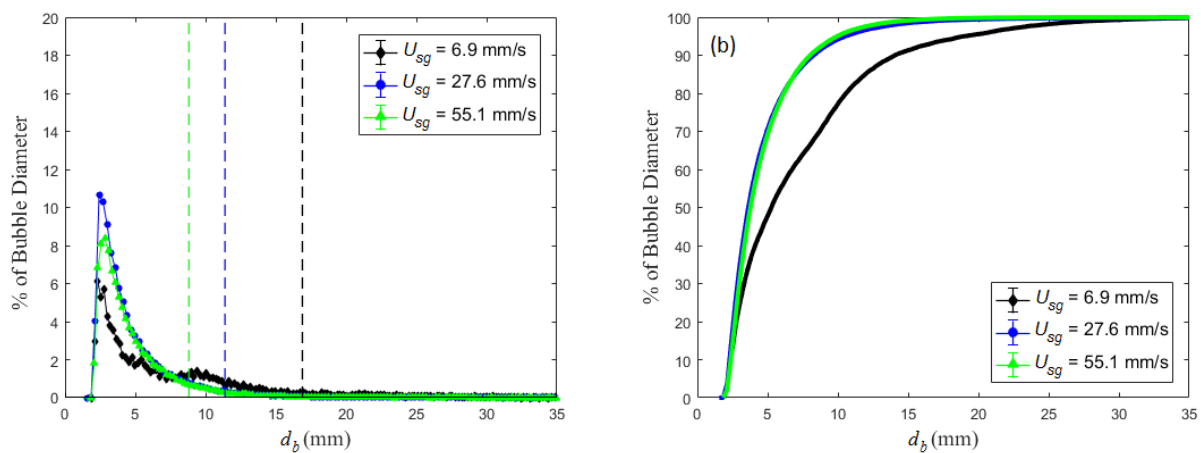 20
18
16
14
12
10
8
6
4
2
0
% of Bubble Diameter
U_sg = 6.9 mm/s
U_sg = 27.6 mm/s
U_sg = 55.1 mm/s
0 5 10 15 20 25 30 35
d_b (mm)
(b)
100
90
80
70
60
50
40
30
20
10
0
% of Bubble Diameter
U_sg = 6.9 mm/s
U_sg = 27.6 mm/s
U_sg = 55.1 mm/s
0 5 10 15 20 25 30 35
d_b (mm)